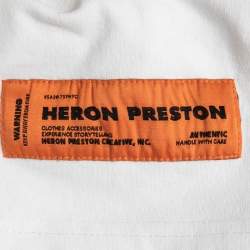 WARNING
HERON PRESTON
CLOTHES ACCESSORIES
EXPERIENCE STORYTELLING
HERON PRESTON CREATIVE, INC.
AUTHENTIC
HANDLE WITH CARE